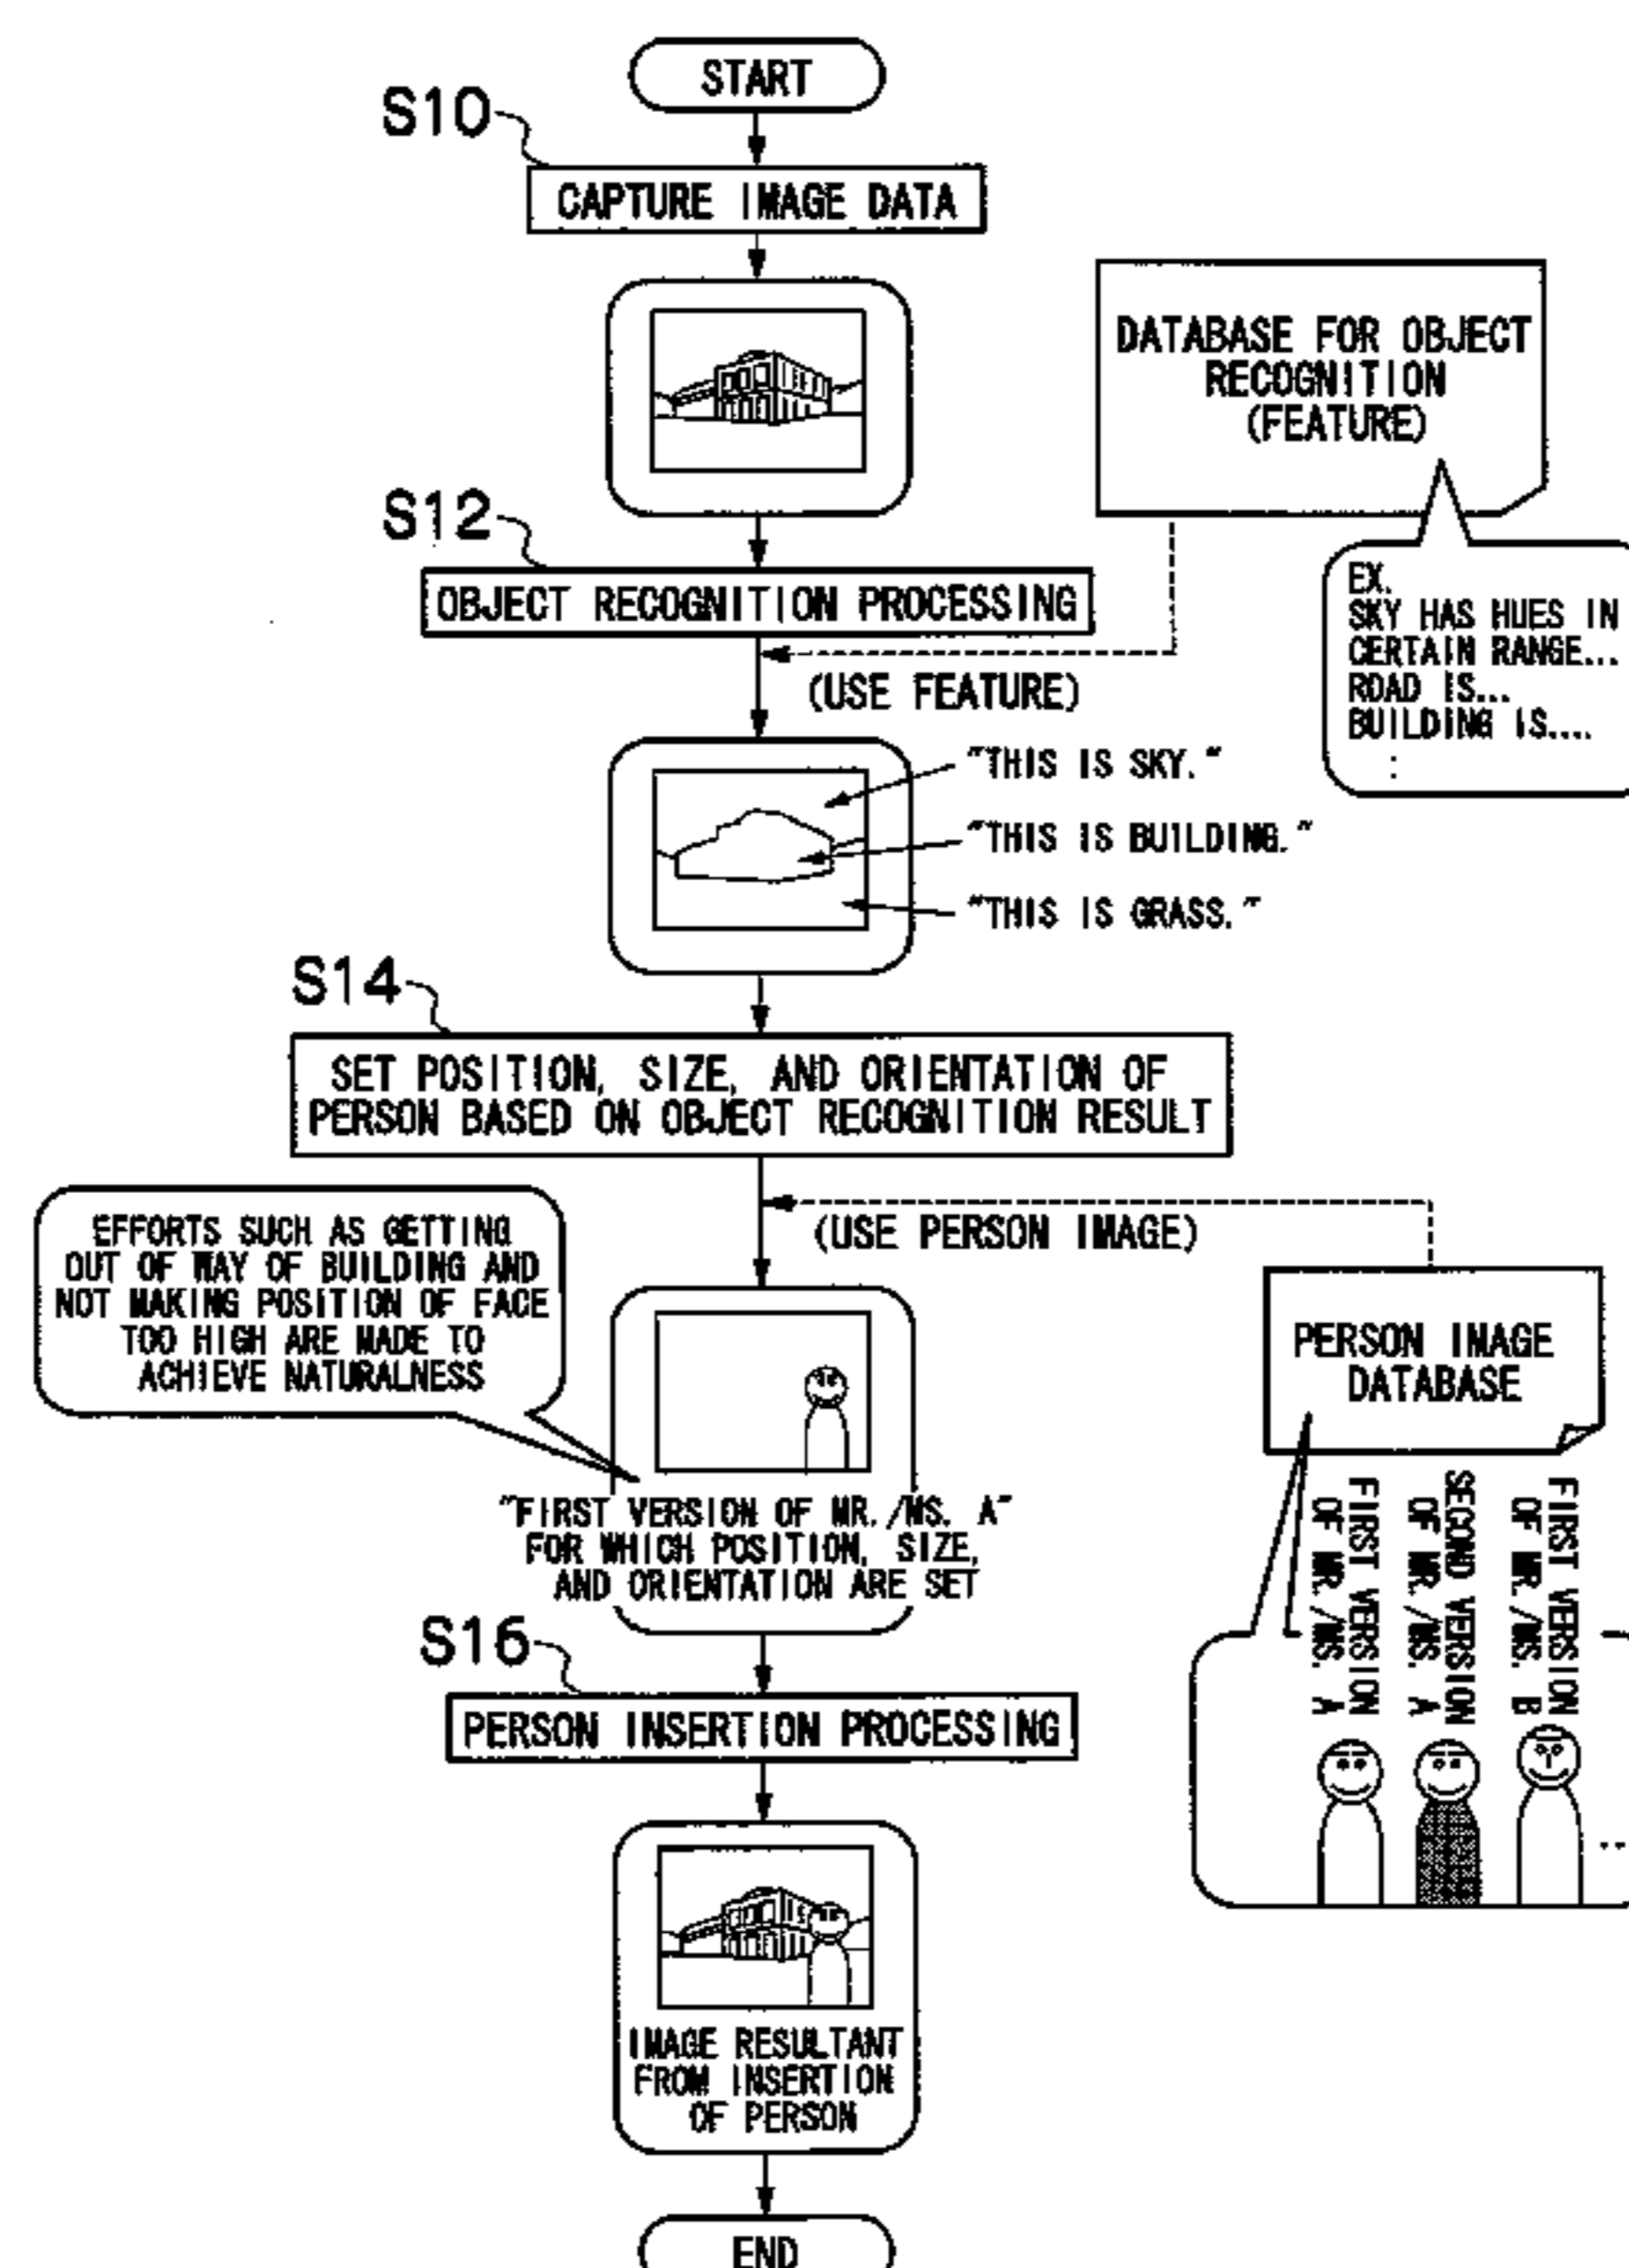 START
S10
CAPTURE IMAGE DATA
DATABASE FOR OBJECT
RECOGNITION
(FEATURE)
S12
OBJECT RECOGNITION PROCESSING
EX.
SKY HAS HUES IN
CERTAIN RANGE...
ROAD IS...
BUILDING IS....
:
(USE FEATURE)
"THIS IS SKY."
"THIS IS BUILDING."
"THIS IS GRASS."
S14
SET POSITION, SIZE, AND ORIENTATION OF
PERSON BASED ON OBJECT RECOGNITION RESULT
EFFORTS SUCH AS GETTING
OUT OF WAY OF BUILDING AND
NOT MAKING POSITION OF FACE
TOO HIGH ARE MADE TO
ACHIEVE NATURALNESS
(USE PERSON IMAGE)
PERSON IMAGE
DATABASE
"FIRST VERSION OF MR./MS. A"
FOR WHICH POSITION, SIZE,
AND ORIENTATION ARE SET
FIRST VERSION
OF MR./MS. A
SECOND VERSION
OF MR./MS. A
FIRST VERSION
OF MR./MS. B
...
S16
PERSON INSERTION PROCESSING
IMAGE RESULTANT
FROM INSERTION
OF PERSON
END